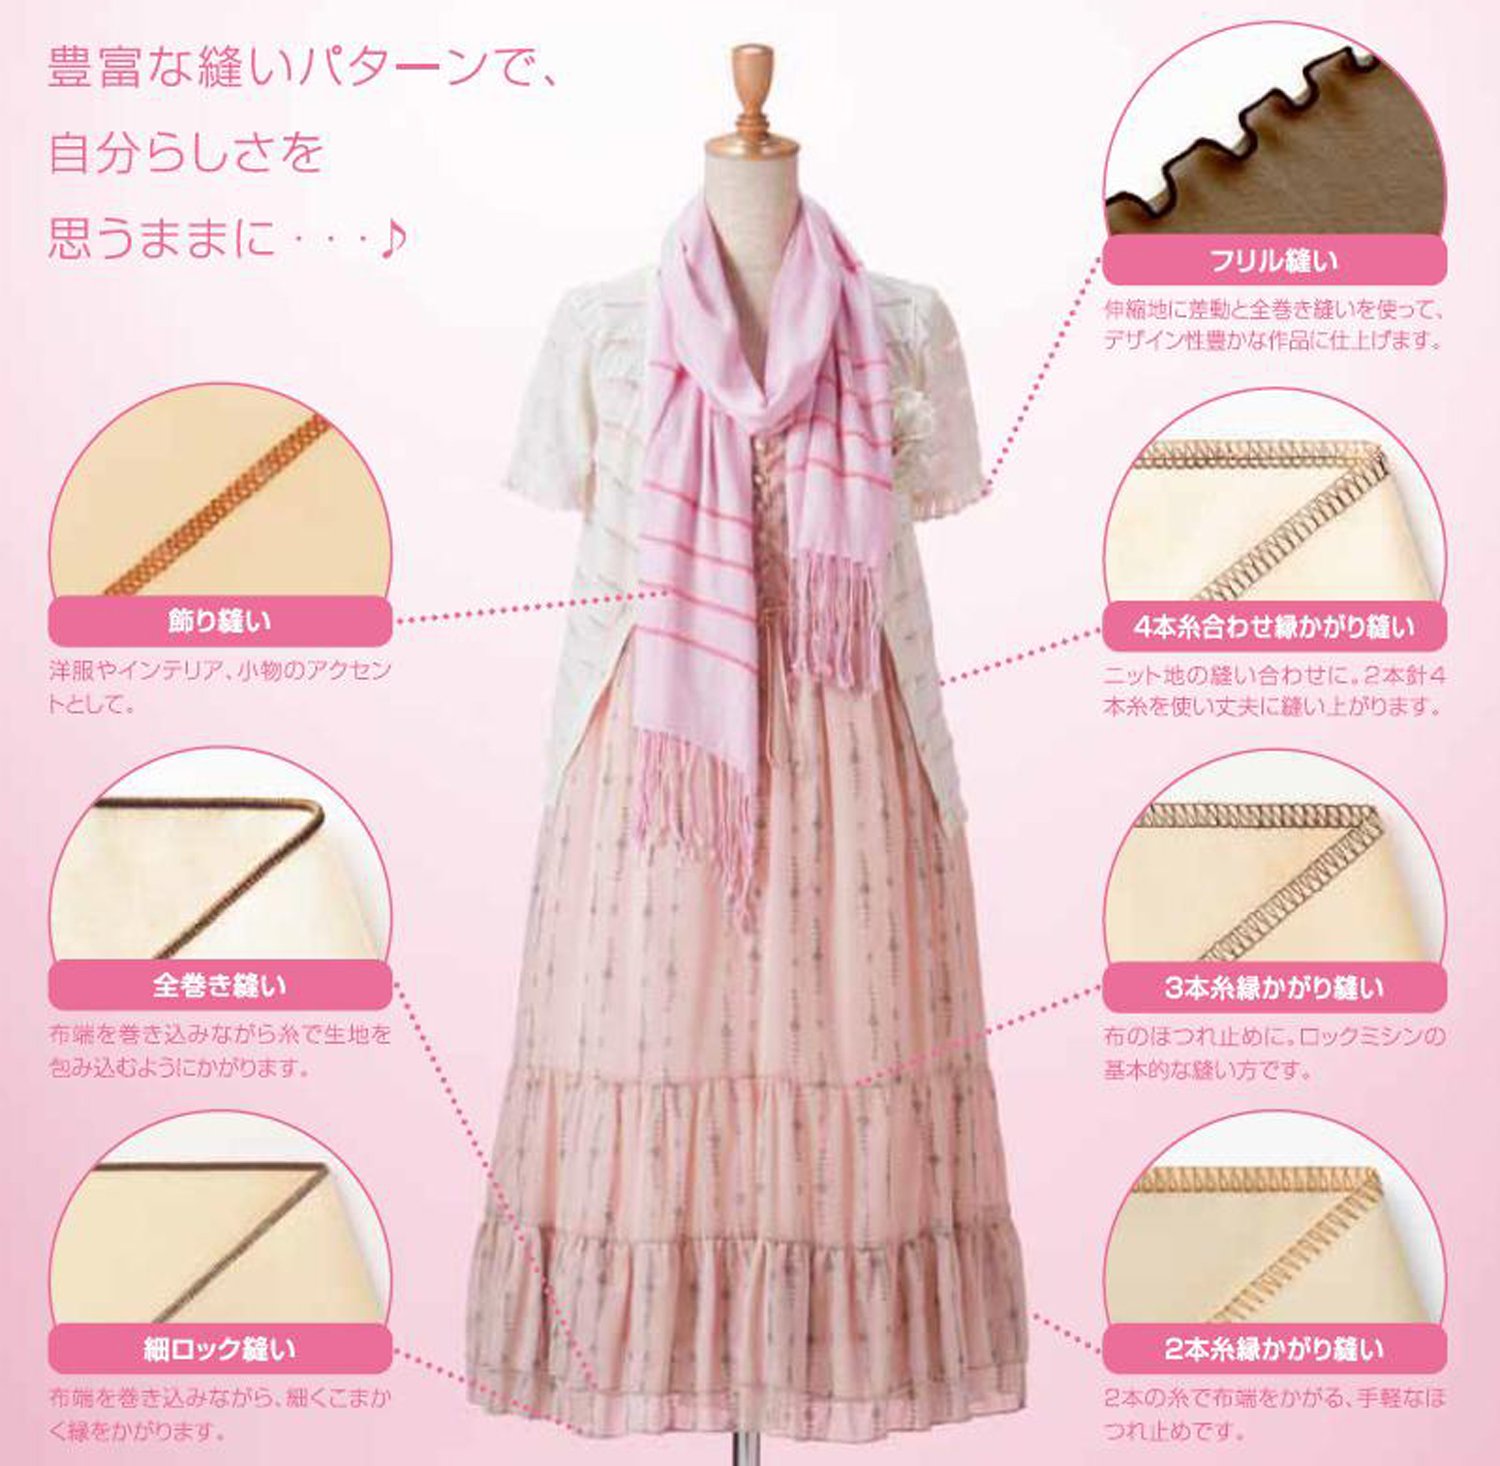 豊富な縫いパターンで、
自分らしさを
思うままに・・・♪
飾り縫い
洋服やインテリア、小物のアクセン
トとして。
全巻き縫い
布端を巻き込みながら糸で生地を
包み込むようにかがります。
細ロック縫い
布端を巻き込みながら、細くこまか
く縁をかがります。
フリル縫い
伸縮地に差動と全巻き縫いを使って、
デザイン性豊かな作品に仕上げます。
4本糸合わせ縁かがり縫い
ニット地の縫い合わせに。2本針4
本糸を使い丈夫に縫い上がります。
3本糸縁かがり縫い
布のほつれ止めに。ロックミシンの
基本的な縫い方です。
2本糸縁かがり縫い
2本の糸で布端をかがる、手軽なほ
つれ止めです。